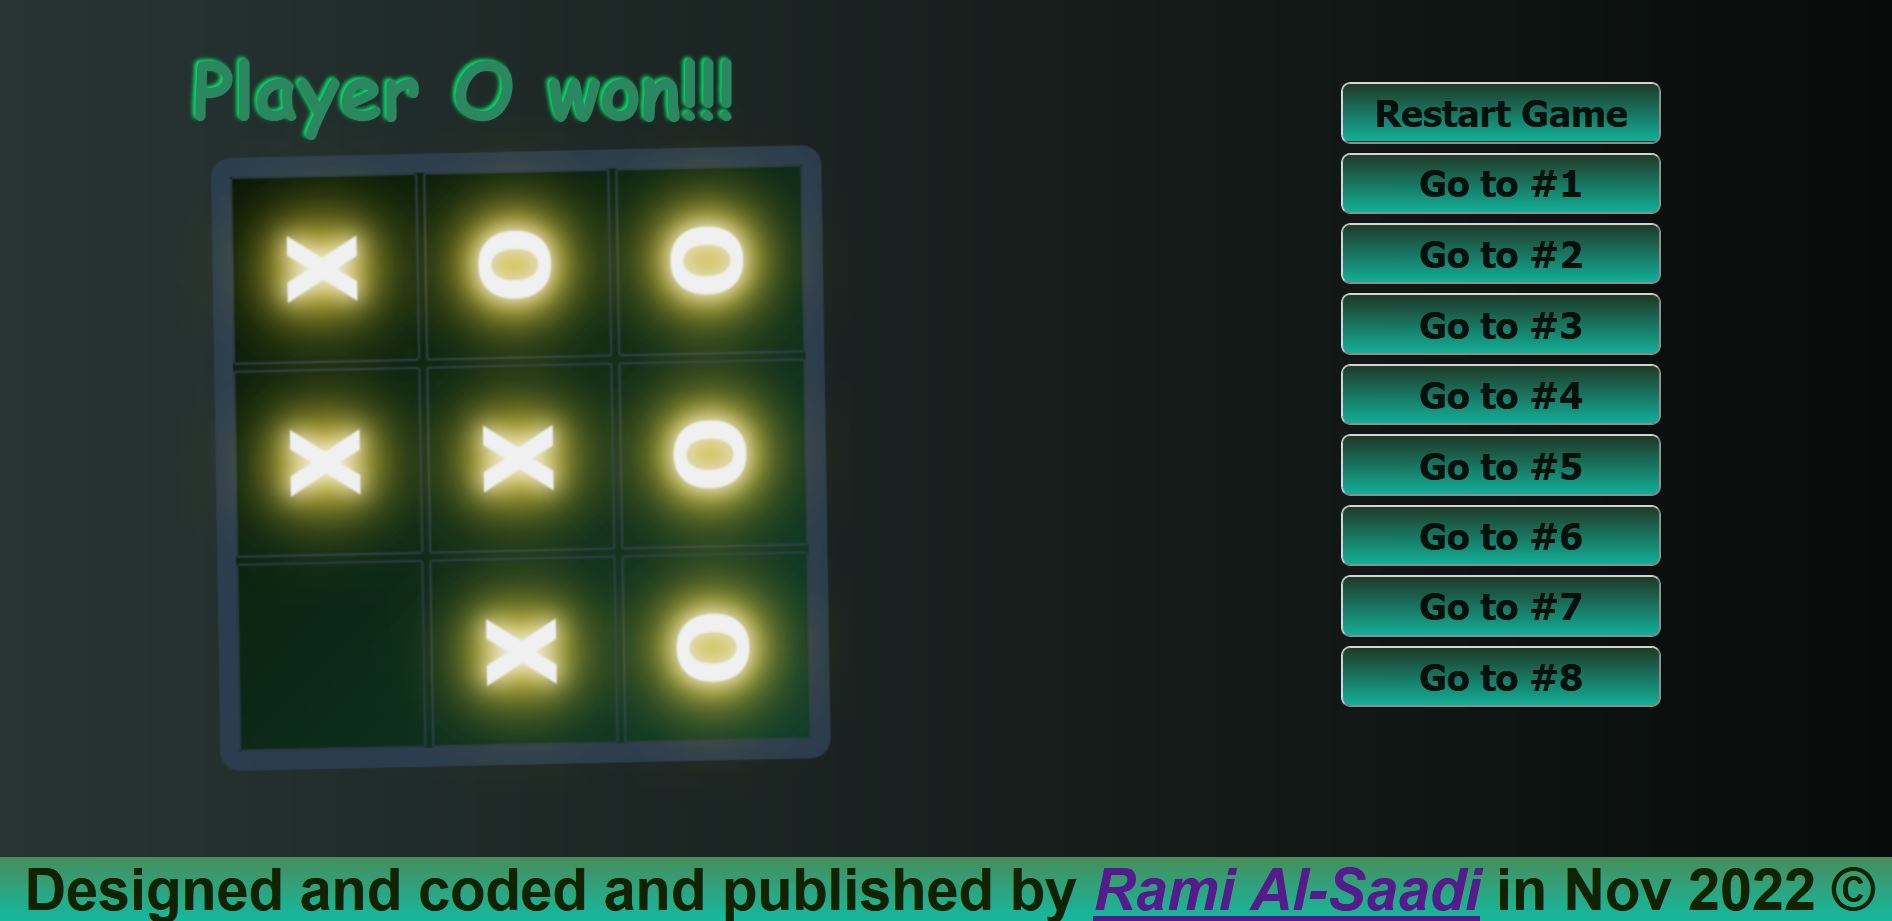 Player O won!!!
X O O
X X O
X O
Restart Game
Go to #1
Go to #2
Go to #3
Go to #4
Go to #5
Go to #6
Go to #7
Go to #8
Designed and coded and published by Rami Al-Saadi in Nov 2022 ©